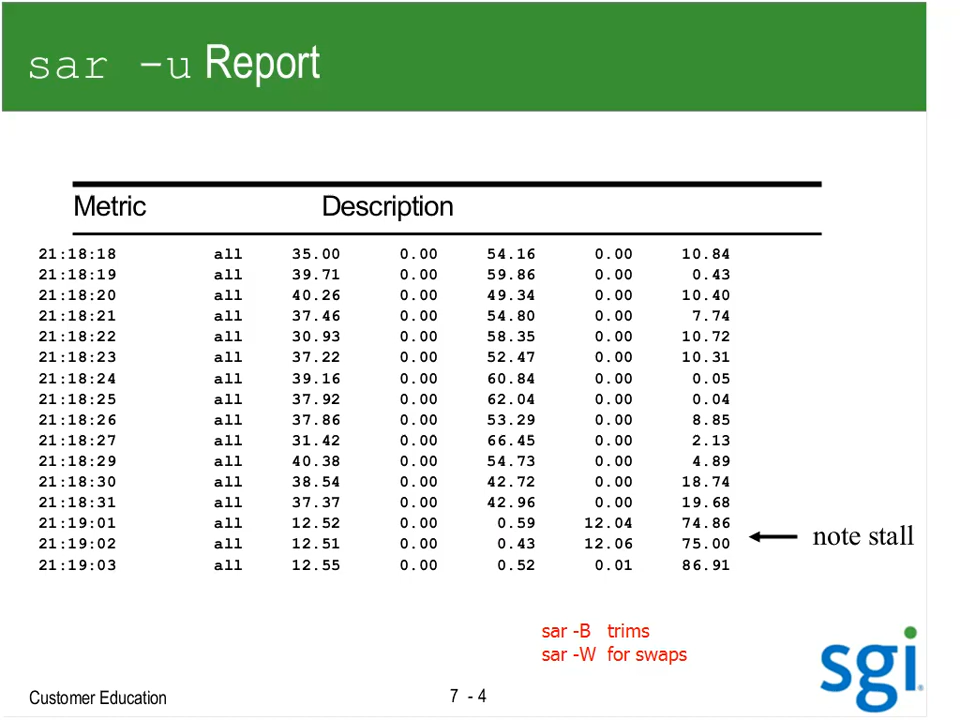 sar -u Report
Metric Description
21:18:18 all 35.00 0.00 54.16 0.00 10.84
21:18:19 all 39.71 0.00 59.86 0.00 0.43
21:18:20 all 40.26 0.00 49.34 0.00 10.40
21:18:21 all 37.46 0.00 54.80 0.00 7.74
21:18:22 all 30.93 0.00 58.35 0.00 10.72
21:18:23 all 37.22 0.00 52.47 0.00 10.31
21:18:24 all 39.16 0.00 60.84 0.00 0.05
21:18:25 all 37.92 0.00 62.04 0.00 0.04
21:18:26 all 37.86 0.00 53.29 0.00 8.85
21:18:27 all 31.42 0.00 66.45 0.00 2.13
21:18:29 all 40.38 0.00 54.73 0.00 4.89
21:18:30 all 38.54 0.00 42.72 0.00 18.74
21:18:31 all 37.37 0.00 42.96 0.00 19.68
21:19:01 all 12.52 0.00 0.59 12.04 74.86
21:19:02 all 12.51 0.00 0.43 12.06 75.00
note stall
21:19:03 all 12.55 0.00 0.52 0.01 86.91
sar -B trims
sar -W for swaps
sgi
Customer Education
7 - 4